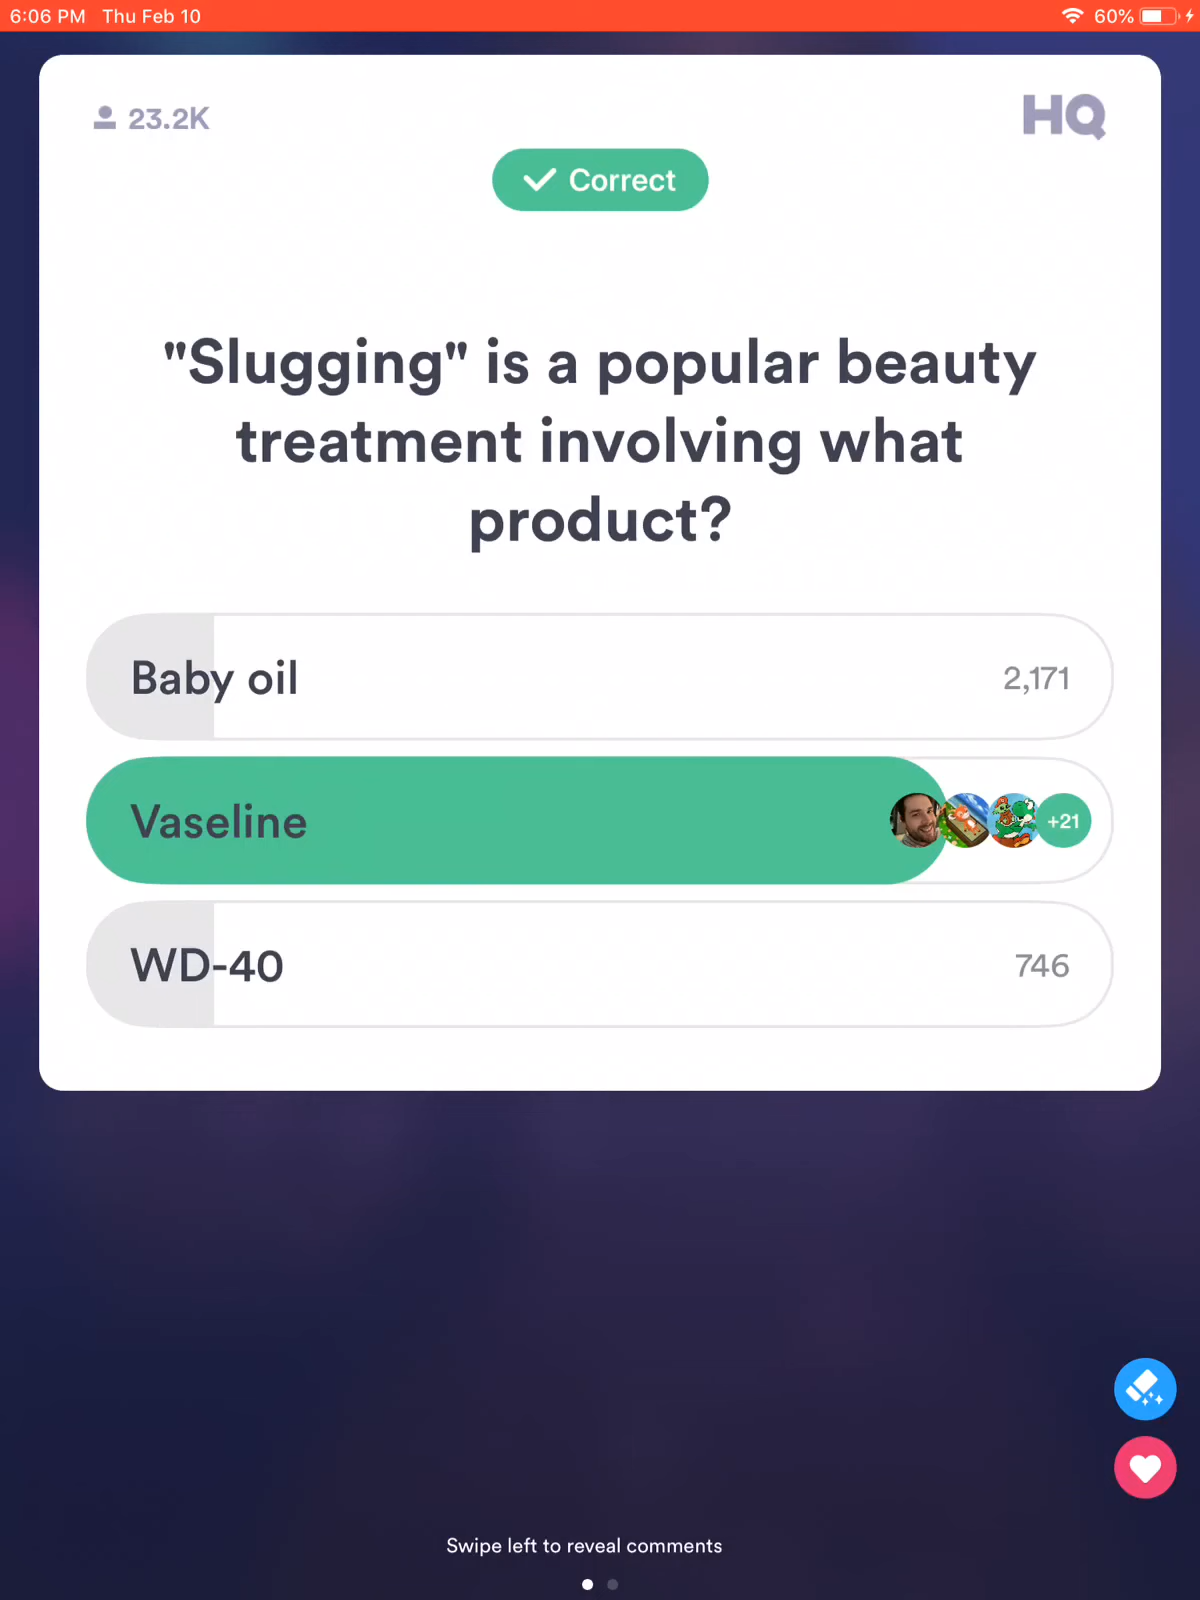 6:06 PM Thu Feb 10 60%
23.2K HQ
Correct
"Slugging" is a popular beauty
treatment involving what
product?
Baby oil 2,171
Vaseline +21
WD-40 746
Swipe left to reveal comments